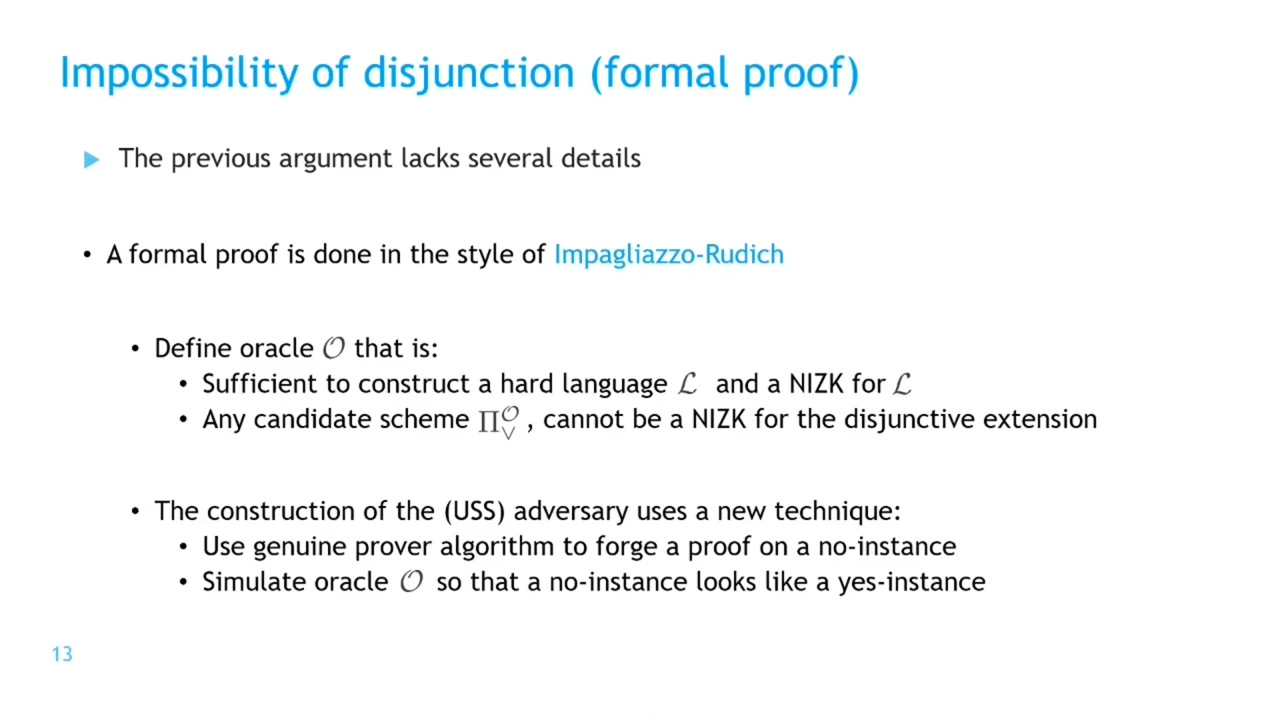 Impossibility of disjunction (formal proof)
▶ The previous argument lacks several details
• A formal proof is done in the style of Impagliazzo-Rudich
• Define oracle 𝒪 that is:
• Sufficient to construct a hard language ℒ and a NIZK for ℒ
• Any candidate scheme Π_∨^𝒪 , cannot be a NIZK for the disjunctive extension
• The construction of the (USS) adversary uses a new technique:
• Use genuine prover algorithm to forge a proof on a no-instance
• Simulate oracle 𝒪 so that a no-instance looks like a yes-instance
13